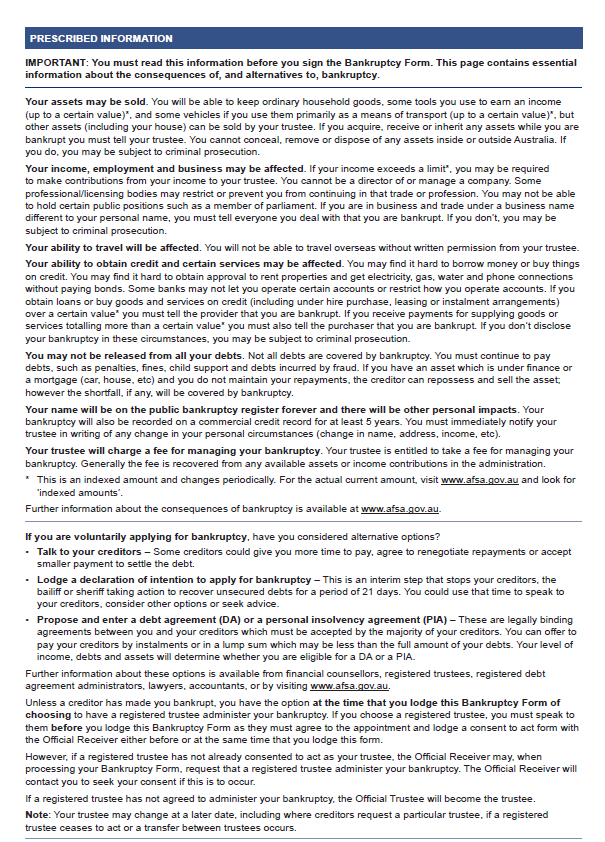 PRESCRIBED INFORMATION
IMPORTANT: You must read this information before you sign the Bankruptcy Form. This page contains essential
information about the consequences of, and alternatives to, bankruptcy.
Your assets may be sold. You will be able to keep ordinary household goods, some tools you use to earn an income
(up to a certain value)*, and some vehicles if you use them primarily as a means of transport (up to a certain value)*, but
other assets (including your house) can be sold by your trustee. If you acquire, receive or inherit any assets while you are
bankrupt you must tell your trustee. You cannot conceal, remove or dispose of any assets inside or outside Australia. If
you do, you may be subject to criminal prosecution.
Your income, employment and business may be affected. If your income exceeds a limit*, you may be required
to make contributions from your income to your trustee. You cannot be a director of or manage a company. Some
professional/licensing bodies may restrict or prevent you from continuing in that trade or profession. You may not be able
to hold certain public positions such as a member of parliament. If you are in business and trade under a business name
different to your personal name, you must tell everyone you deal with that you are bankrupt. If you don't, you may be
subject to criminal prosecution.
Your ability to travel will be affected. You will not be able to travel overseas without written permission from your trustee.
Your ability to obtain credit and certain services may be affected. You may find it hard to borrow money or buy things
on credit. You may find it hard to obtain approval to rent properties and get electricity, gas, water and phone connections
without paying bonds. Some banks may not let you operate certain accounts or restrict how you operate accounts. If you
obtain loans or buy goods and services on credit (including under hire purchase, leasing or instalment arrangements)
over a certain value* you must tell the provider that you are bankrupt. If you receive payments for supplying goods or
services totalling more than a certain value* you must also tell the purchaser that you are bankrupt. If you don't disclose
your bankruptcy in these circumstances, you may be subject to criminal prosecution.
You may not be released from all your debts. Not all debts are covered by bankruptcy. You must continue to pay
debts, such as penalties, fines, child support and debts incurred by fraud. If you have an asset which is under finance or
a mortgage (car, house, etc) and you do not maintain your repayments, the creditor can repossess and sell the asset;
however the shortfall, if any, will be covered by bankruptcy.
Your name will be on the public bankruptcy register forever and there will be other personal impacts. Your
bankruptcy will also be recorded on a commercial credit record for at least 5 years. You must immediately notify your
trustee in writing of any change in your personal circumstances (change in name, address, income, etc).
Your trustee will charge a fee for managing your bankruptcy. Your trustee is entitled to take a fee for managing your
bankruptcy. Generally the fee is recovered from any available assets or income contributions in the administration.
* This is an indexed amount and changes periodically. For the actual current amount, visit www.afsa.gov.au and look for
'indexed amounts'.
Further information about the consequences of bankruptcy is available at www.afsa.gov.au.
If you are voluntarily applying for bankruptcy, have you considered alternative options?
• Talk to your creditors – Some creditors could give you more time to pay, agree to renegotiate repayments or accept
smaller payment to settle the debt.
• Lodge a declaration of intention to apply for bankruptcy – This is an interim step that stops your creditors, the
bailiff or sheriff taking action to recover unsecured debts for a period of 21 days. You could use that time to speak to
your creditors, consider other options or seek advice.
• Propose and enter a debt agreement (DA) or a personal insolvency agreement (PIA) – These are legally binding
agreements between you and your creditors which must be accepted by the majority of your creditors. You can offer to
pay your creditors by instalments or in a lump sum which may be less than the full amount of your debts. Your level of
income, debts and assets will determine whether you are eligible for a DA or a PIA.
Further information about these options is available from financial counsellors, registered trustees, registered debt
agreement administrators, lawyers, accountants, or by visiting www.afsa.gov.au.
Unless a creditor has made you bankrupt, you have the option at the time that you lodge this Bankruptcy Form of
choosing to have a registered trustee administer your bankruptcy. If you choose a registered trustee, you must speak to
them before you lodge this Bankruptcy Form as they must agree to the appointment and lodge a consent to act form with
the Official Receiver either before or at the same time that you lodge this form.
However, if a registered trustee has not already consented to act as your trustee, the Official Receiver may, when
processing your Bankruptcy Form, request that a registered trustee administer your bankruptcy. The Official Receiver will
contact you to seek your consent if this is to occur.
If a registered trustee has not agreed to administer your bankruptcy, the Official Trustee will become the trustee.
Note: Your trustee may change at a later date, including where creditors request a particular trustee, if a registered
trustee ceases to act or a transfer between trustees occurs.